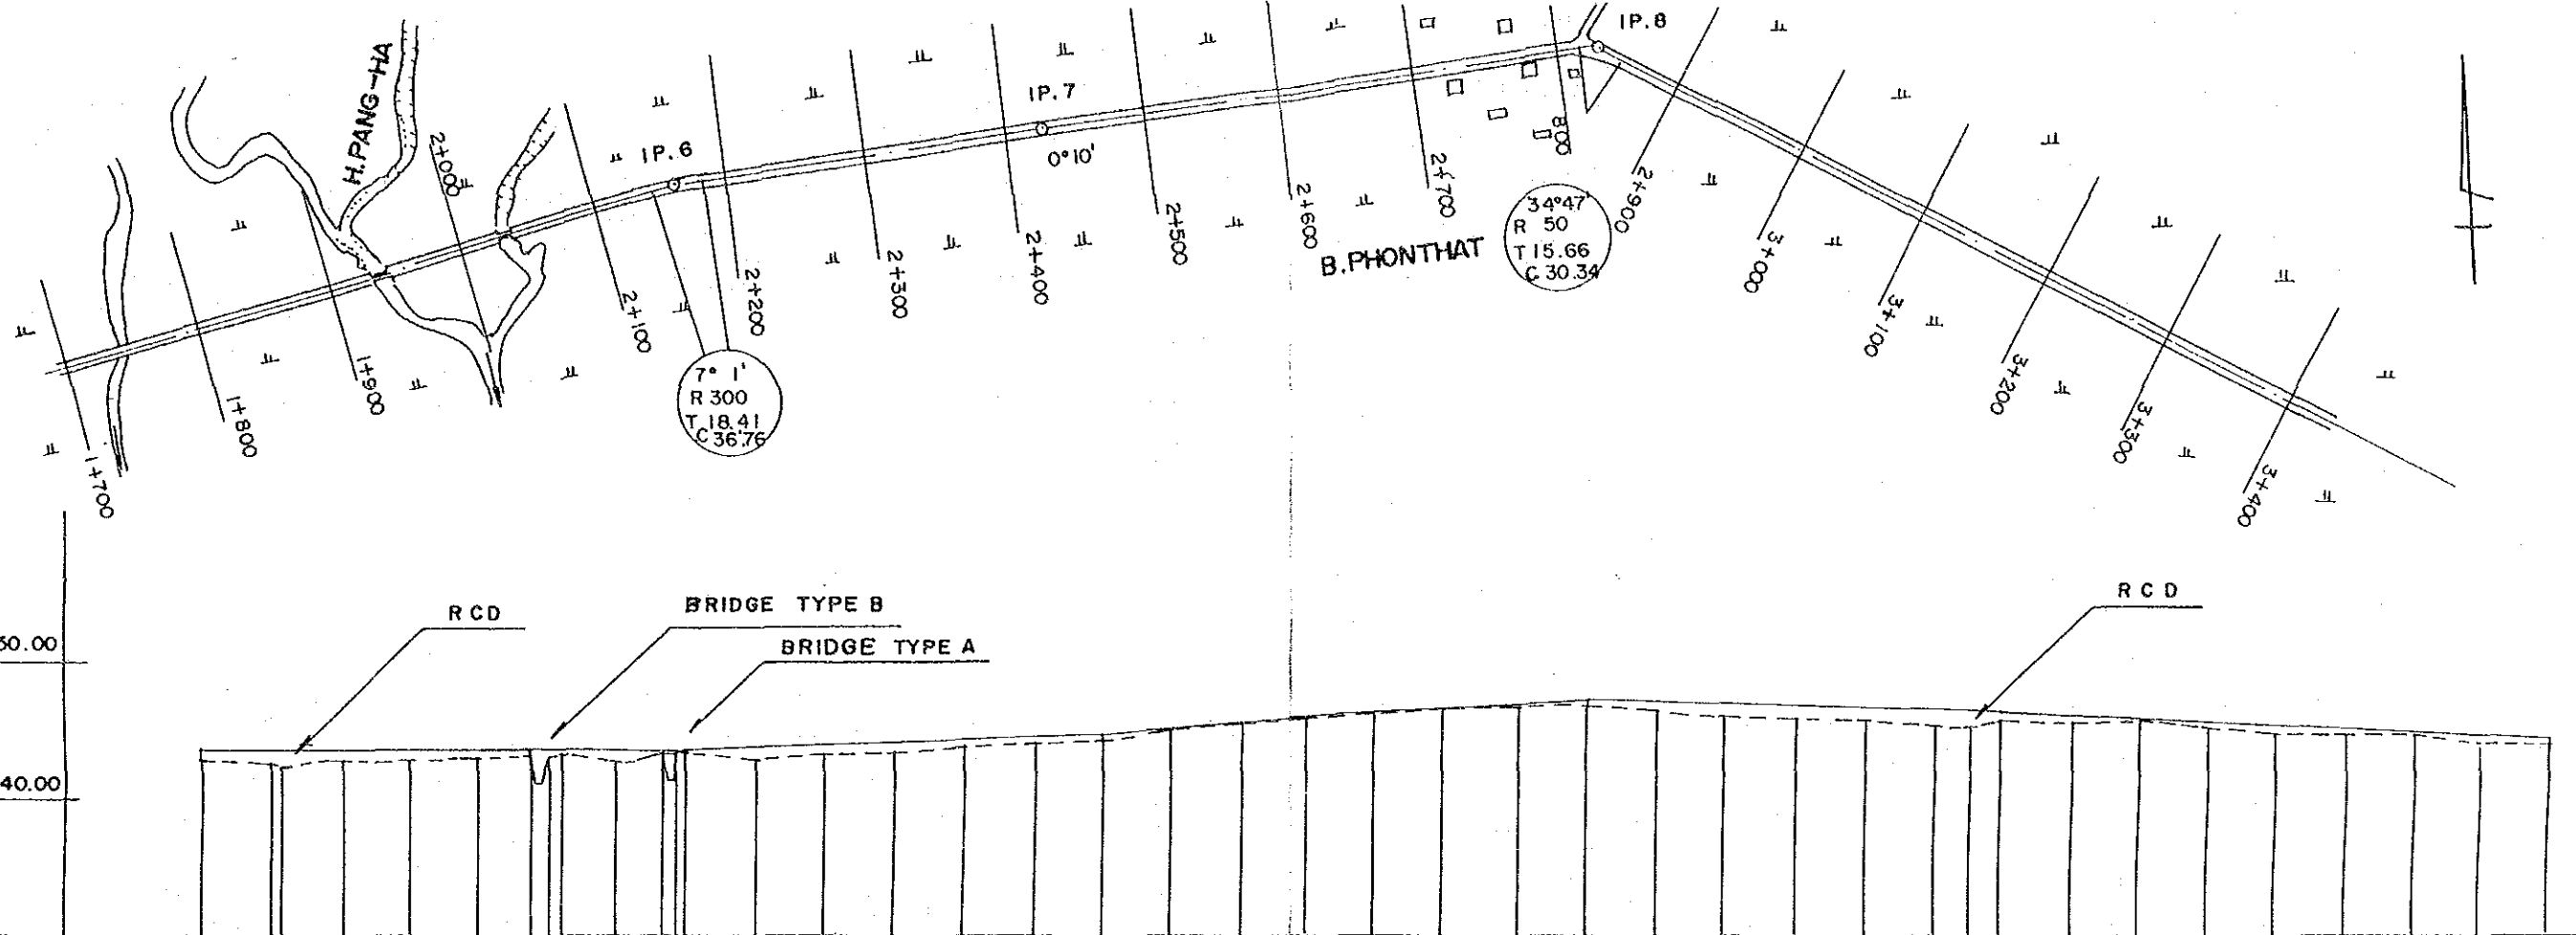 H.PANG-HA
IP.6
IP.7
0°10'
IP.8
1+700
1+800
1+900
2+000
2+100
2+200
2+300
2+400
2+500
2+600
2+700
800
2+900
3+000
3+100
3+200
3+300
3+400
B.PHONTHAT
7° 1'
R 300
T 18.41
C 36.76
34°47'
R 50
T 15.66
C 30.34
RCD
BRIDGE TYPE B
BRIDGE TYPE A
RCD
50.00
40.00